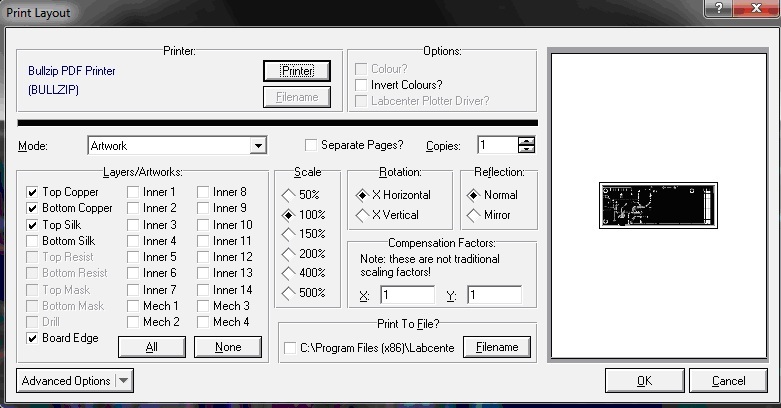 Print Layout
Printer:
Bullzip PDF Printer
(BULLZIP)
Printer
Filename
Options:
Colour?
Invert Colours?
Labcenter Plotter Driver?
Mode:
Artwork
Separate Pages?
Copies:
1
Layers/Artworks:
Top Copper
Inner 1
Inner 8
Bottom Copper
Inner 2
Inner 9
Top Silk
Inner 3
Inner 10
Bottom Silk
Inner 4
Inner 11
Top Resist
Inner 5
Inner 12
Bottom Resist
Inner 6
Inner 13
Top Mask
Inner 7
Inner 14
Bottom Mask
Mech 1
Mech 3
Drill
Mech 2
Mech 4
Board Edge
All
None
Scale
50%
100%
150%
200%
400%
500%
Rotation:
X Horizontal
X Vertical
Reflection:
Normal
Mirror
Compensation Factors:
Note: these are not traditional
scaling factors!
X:
1
Y:
1
Print To File?
C:\Program Files (x86)\Labcente
Filename
Advanced Options
OK
Cancel